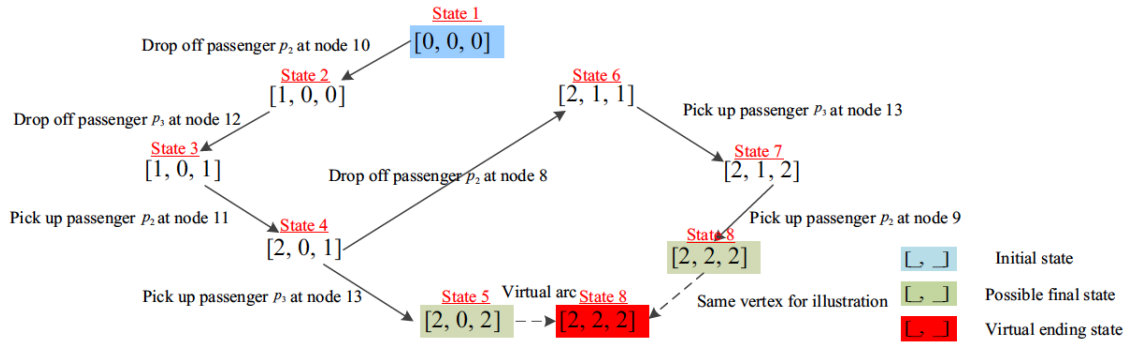 State 1
[0, 0, 0]
Drop off passenger p₂ at node 10
State 2
[1, 0, 0]
Drop off passenger p₃ at node 12
State 3
[1, 0, 1]
Pick up passenger p₂ at node 11
State 4
[2, 0, 1]
Drop off passenger p₂ at node 8
State 6
[2, 1, 1]
Pick up passenger p₃ at node 13
State 7
[2, 1, 2]
Pick up passenger p₂ at node 9
State 8
[2, 2, 2]
Pick up passenger p₃ at node 13
State 5
[2, 0, 2]
Virtual arc
State 8
[2, 2, 2]
Same vertex for illustration
[_, _] Initial state
[_, _] Possible final state
[_, _] Virtual ending state